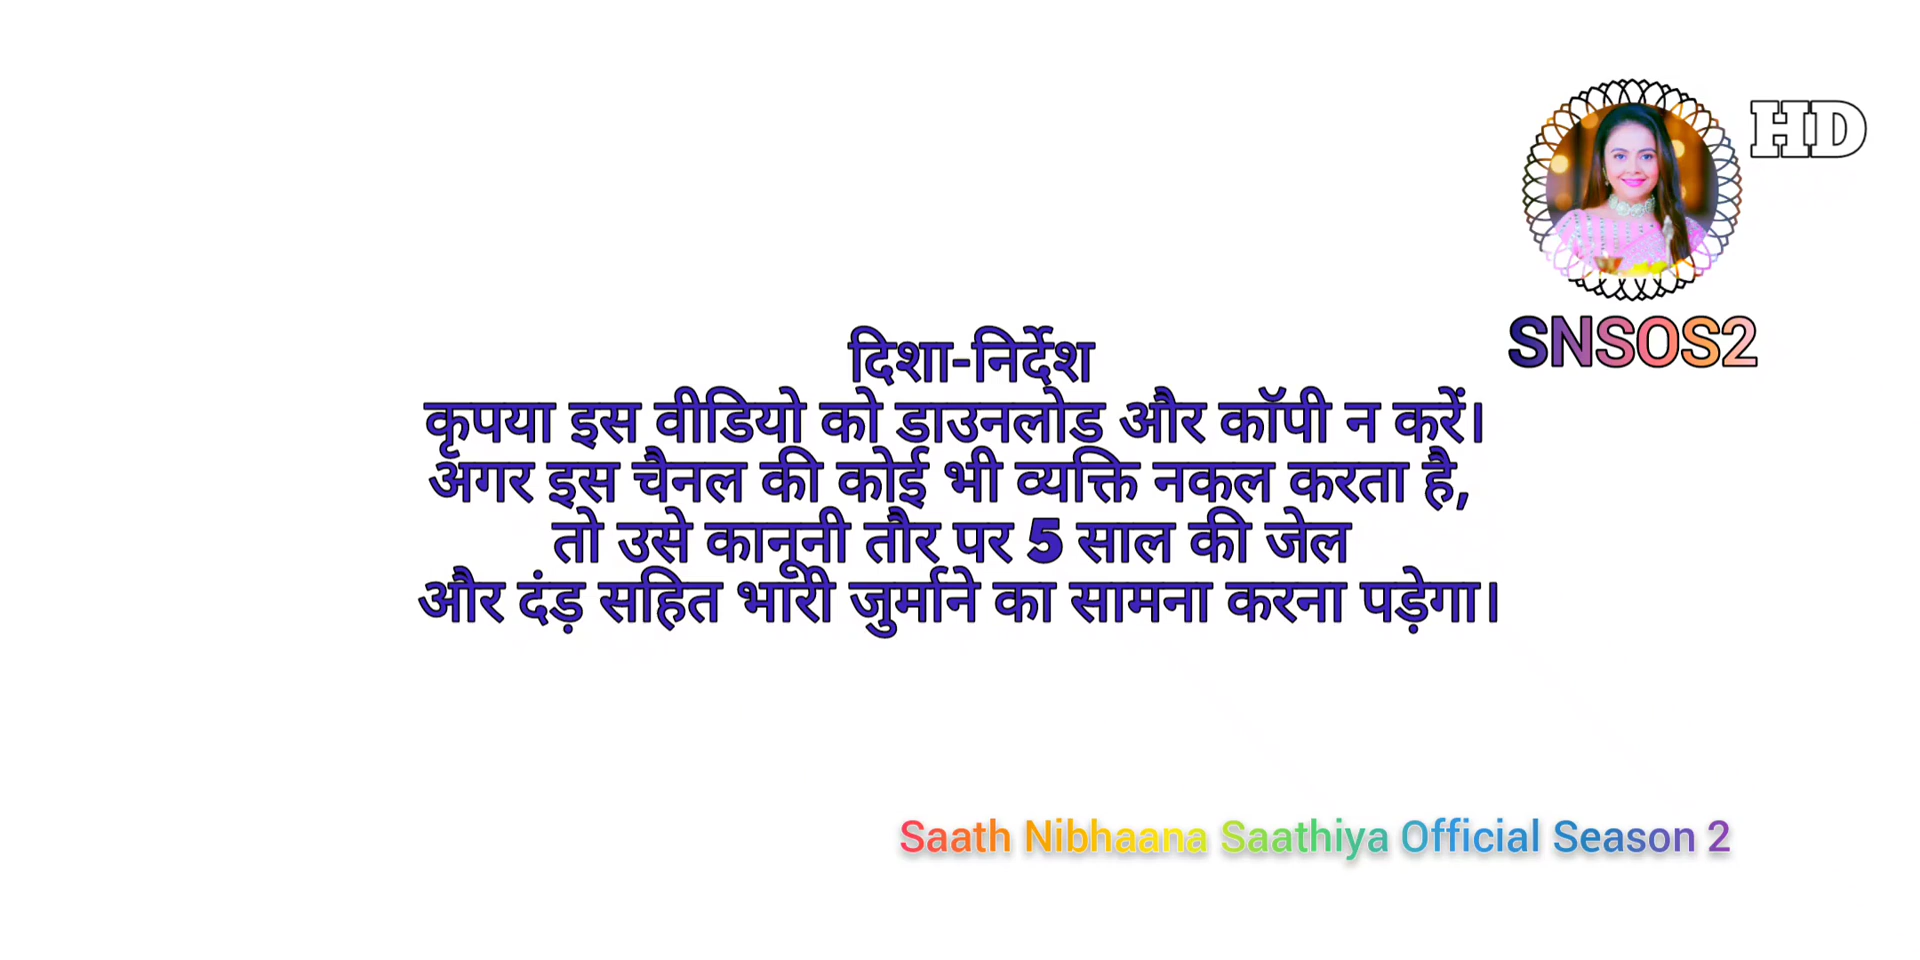 HD
SNSOS2
दिशा-निर्देश
कृपया इस वीडियो को डाउनलोड और कॉपी न करें।
अगर इस चैनल की कोई भी व्यक्ति नकल करता है,
तो उसे कानूनी तौर पर 5 साल की जेल
और दंड़ सहित भारी जुर्माने का सामना करना पड़ेगा।
Saath Nibhaana Saathiya Official Season 2